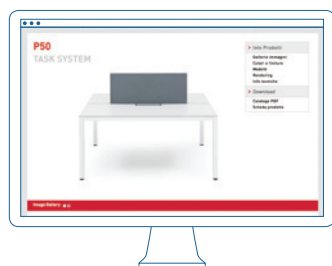 P50
TASK SYSTEM
Info Prodotti
Galleria immagini
Colori e finiture
Modelli
Rendering
Info tecniche
Download
Catalogo PDF
Scheda prodotto
Image Gallery